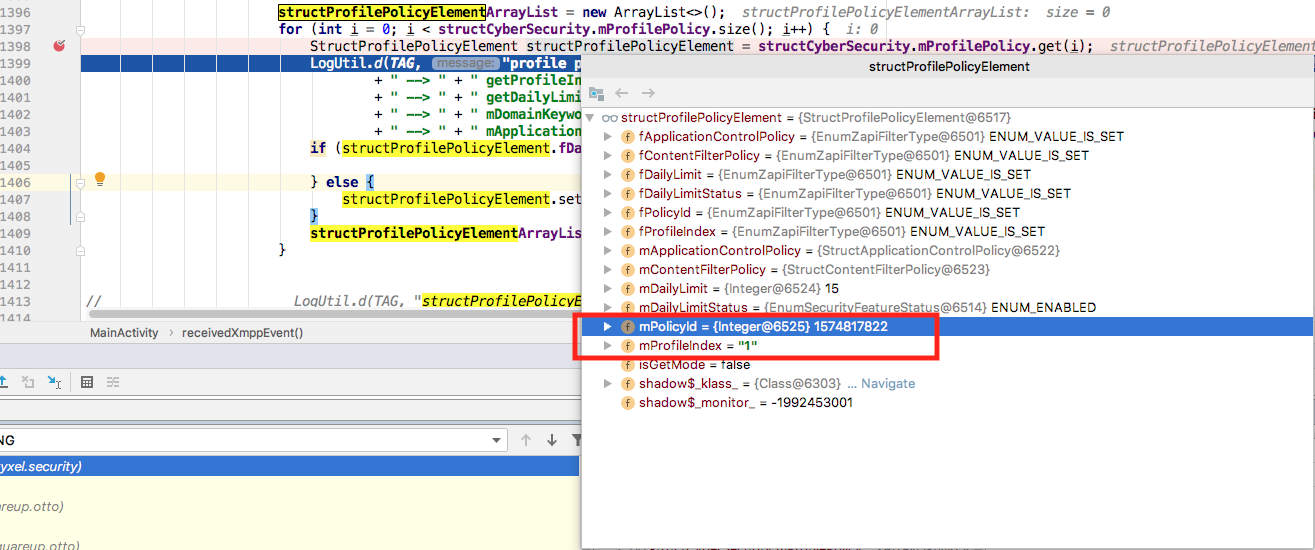 1396 structProfilePolicyElementArrayList = new ArrayList<>(); structProfilePolicyElementArrayList: size = 0
1397 for (int i = 0; i < structCyberSecurity.mProfilePolicy.size(); i++) { i: 0
1398 StructProfilePolicyElement structProfilePolicyElement = structCyberSecurity.mProfilePolicy.get(i); structProfilePolicyEleme
1399 LogUtil.d(TAG, message: "profile p
1400 + " ––> " + " getProfileIn
1401 + " ––> " + " getDailyLimi
1402 + " ––> " + " mDomainKeywo
1403 + " ––> " + " mApplication
1404 if (structProfilePolicyElement.fDa
1405
1406 } else {
1407 structProfilePolicyElement.set
1408 }
1409 structProfilePolicyElementArrayLis
1410 }
1411
1412
1413 // LogUtil.d(TAG, "structProfilePolicyE
1414
MainActivity › receivedXmppEvent()
NG
yxel.security)
areup.otto)
quareup.otto)
structProfilePolicyElement
structProfilePolicyElement = {StructProfilePolicyElement@6517}
fApplicationControlPolicy = {EnumZapiFilterType@6501} ENUM_VALUE_IS_SET
fContentFilterPolicy = {EnumZapiFilterType@6501} ENUM_VALUE_IS_SET
fDailyLimit = {EnumZapiFilterType@6501} ENUM_VALUE_IS_SET
fDailyLimitStatus = {EnumZapiFilterType@6501} ENUM_VALUE_IS_SET
fPolicyId = {EnumZapiFilterType@6501} ENUM_VALUE_IS_SET
fProfileIndex = {EnumZapiFilterType@6501} ENUM_VALUE_IS_SET
mApplicationControlPolicy = {StructApplicationControlPolicy@6522}
mContentFilterPolicy = {StructContentFilterPolicy@6523}
mDailyLimit = {Integer@6524} 15
mDailyLimitStatus = {EnumSecurityFeatureStatus@6514} ENUM_ENABLED
mPolicyId = {Integer@6525} 1574817822
mProfileIndex = "1"
isGetMode = false
shadow$_klass_ = {Class@6303} ... Navigate
shadow$_monitor_ = -1992453001